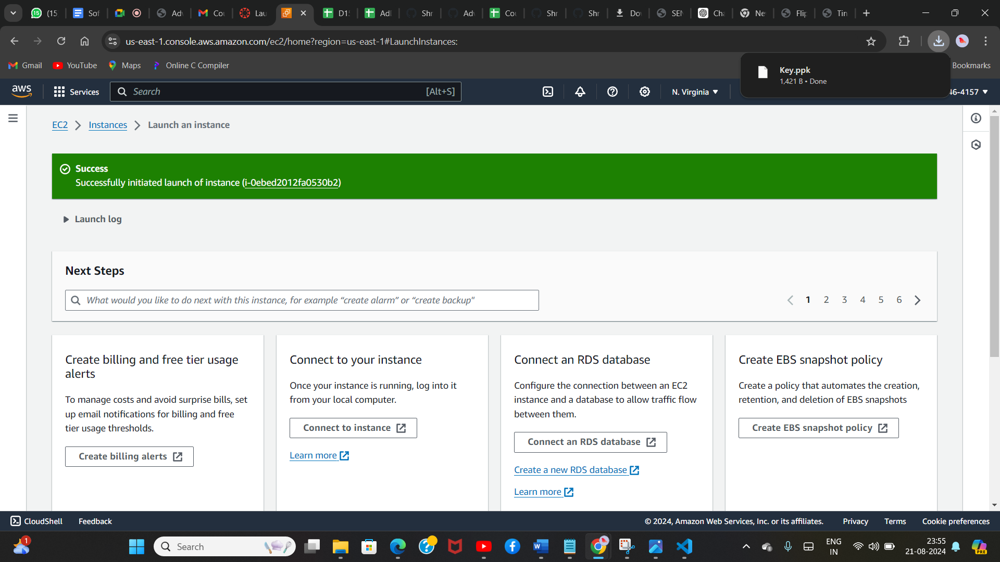 (15
Sof
Adv
Cou
Lau
D1
Adl
Shr
Adv
Cou
Shr
Shr
Do
SEN
Cha
Ne
Flip
Tin
us-east-1.console.aws.amazon.com/ec2/home?region=us-east-1#LaunchInstances:
Gmail
YouTube
Maps
Online C Compiler
Bookmarks
Key.ppk
1,421 B • Done
aws
Services
Search
[Alt+S]
N. Virginia
46-4157
EC2
Instances
Launch an instance
Success
Successfully initiated launch of instance (i-0ebed2012fa0530b2)
Launch log
Next Steps
What would you like to do next with this instance, for example “create alarm” or “create backup"
1 2 3 4 5 6
Create billing and free tier usage
alerts
To manage costs and avoid surprise bills, set
up email notifications for billing and free
tier usage thresholds.
Create billing alerts
Connect to your instance
Once your instance is running, log into it
from your local computer.
Connect to instance
Learn more
Connect an RDS database
Configure the connection between an EC2
instance and a database to allow traffic flow
between them.
Connect an RDS database
Create a new RDS database
Learn more
Create EBS snapshot policy
Create a policy that automates the creation,
retention, and deletion of EBS snapshots
Create EBS snapshot policy
CloudShell
Feedback
© 2024, Amazon Web Services, Inc. or its affiliates.
Privacy
Terms
Cookie preferences
1
Search
ENG
IN
23:55
21-08-2024
PRE